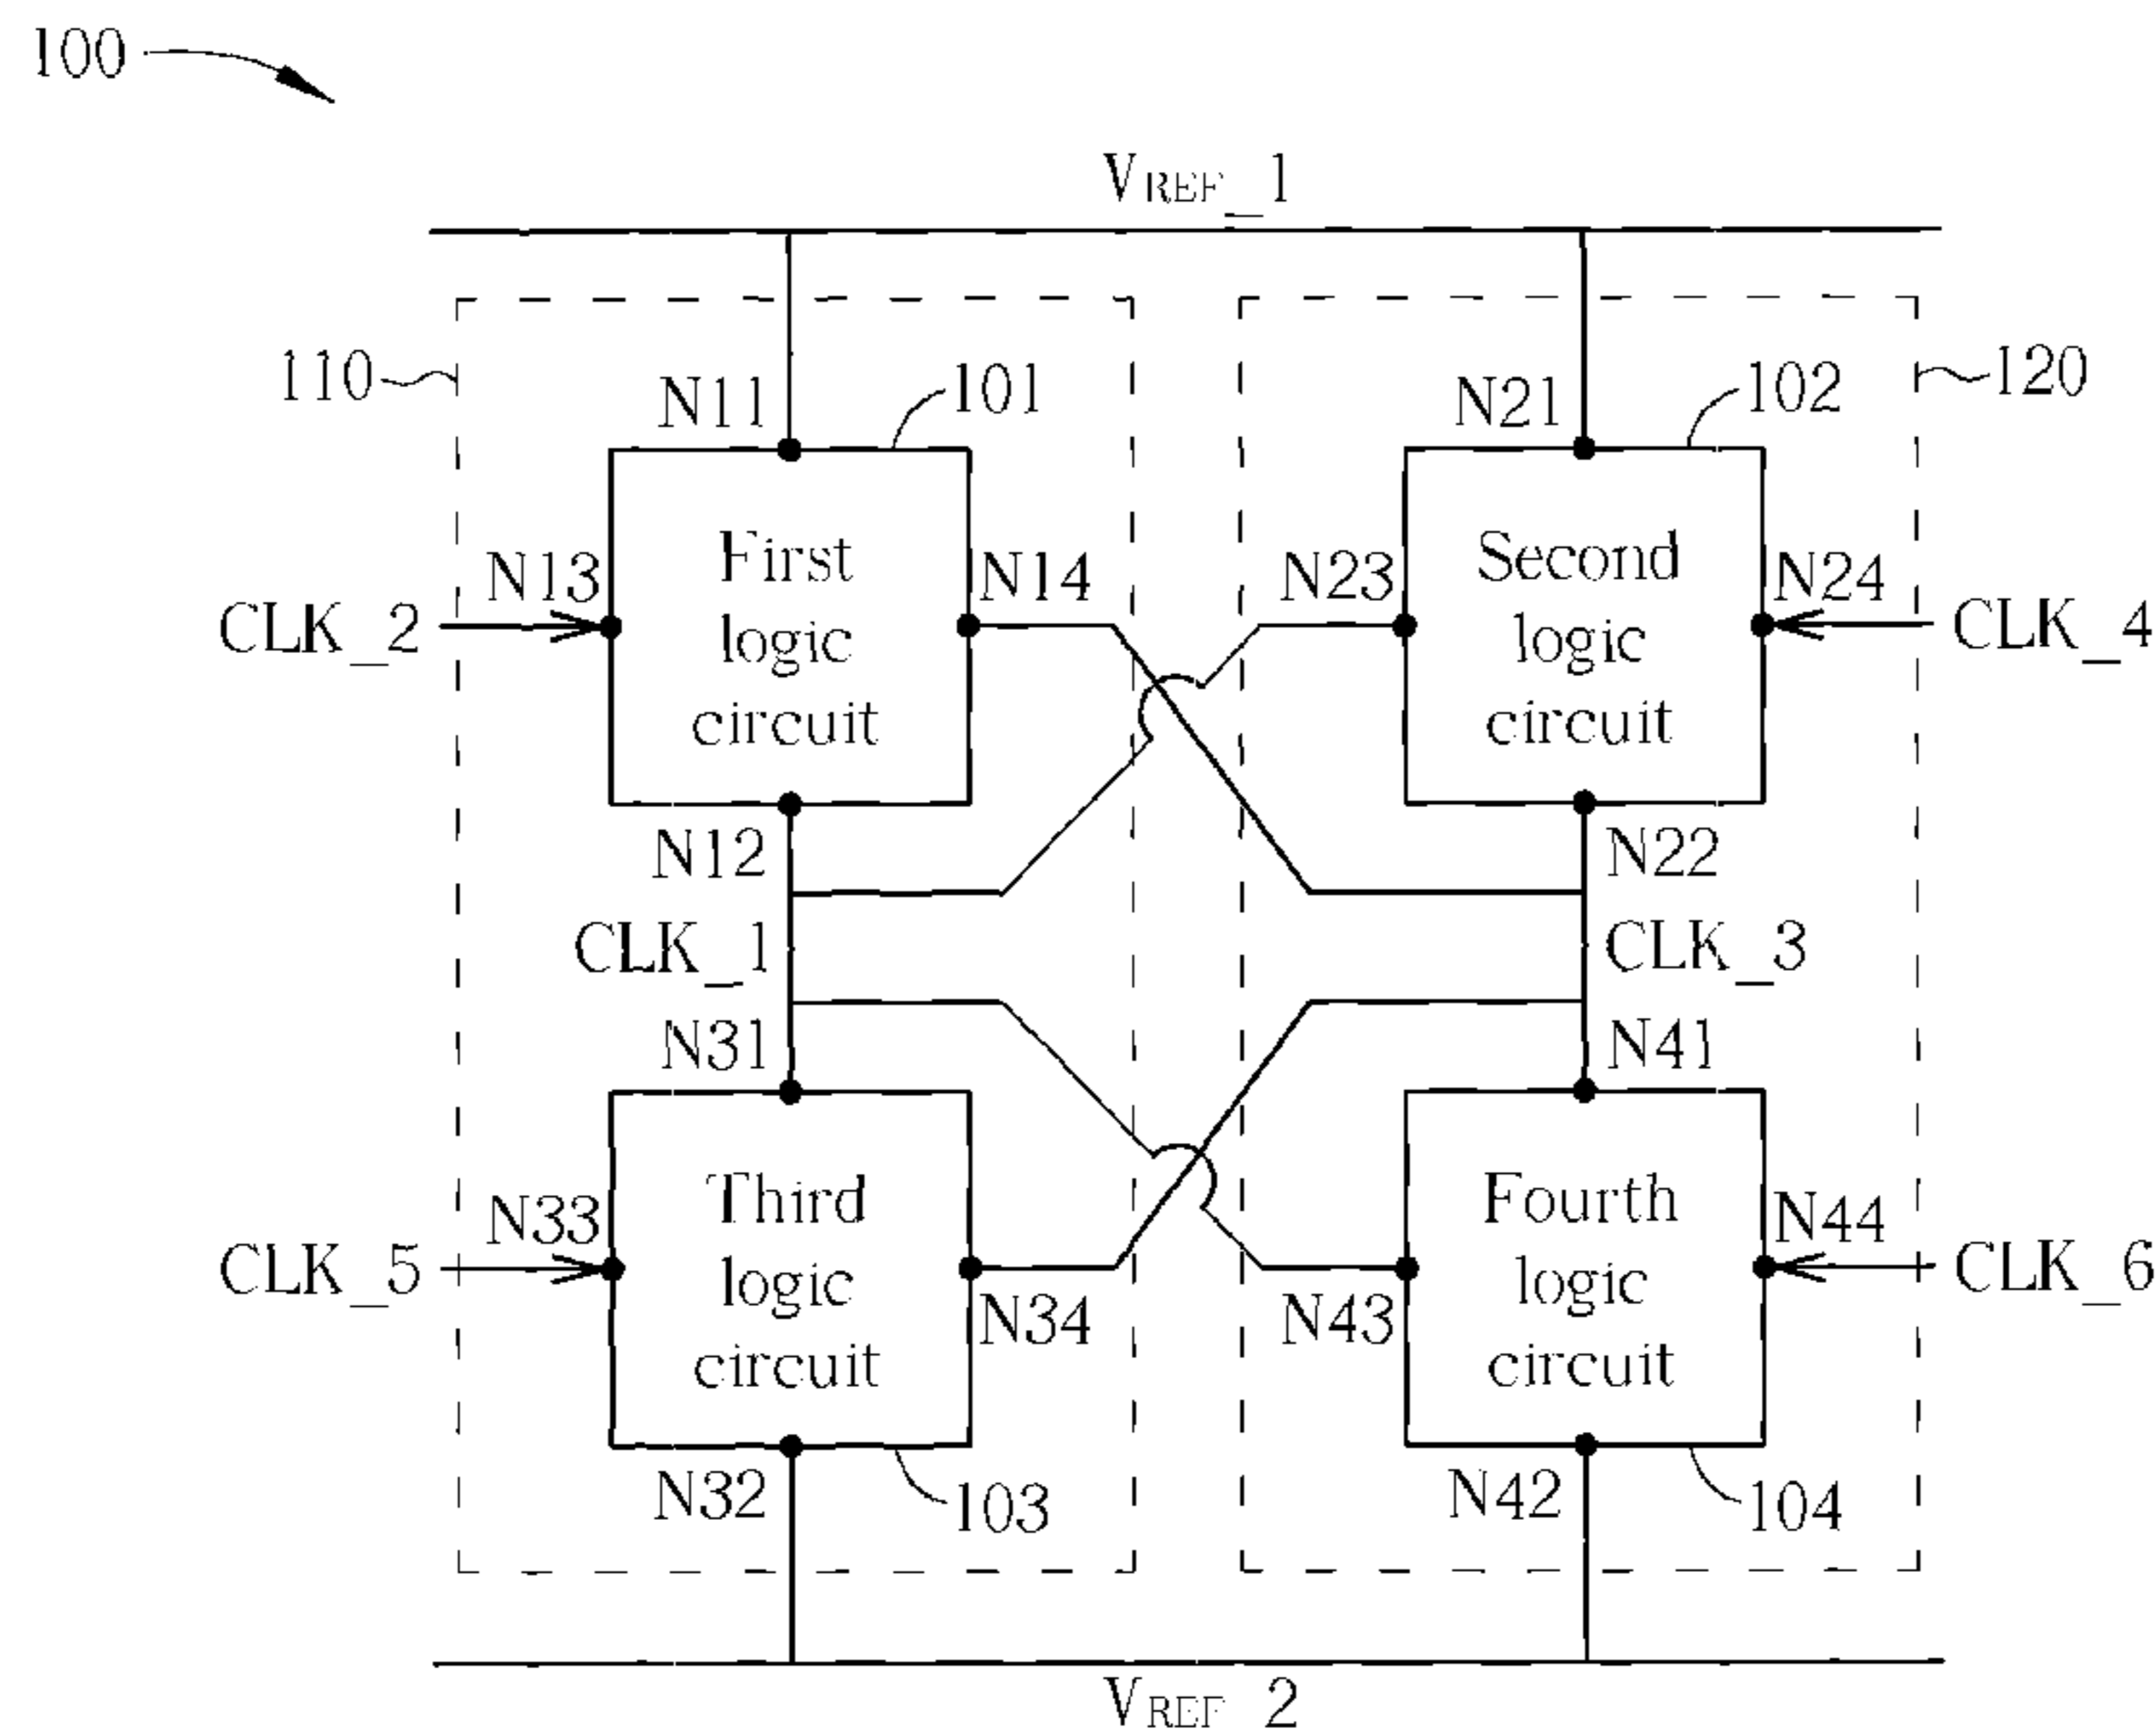 100
VREF_1
110
N11
101
N21
102
120
First
logic
circuit
Second
logic
circuit
N13
N14
N23
N24
CLK_2
CLK_4
N12
N22
CLK_1
CLK_3
N31
N41
Third
logic
circuit
Fourth
logic
circuit
N33
N44
CLK_5
CLK_6
N34
N43
N32
103
N42
104
VREF_2